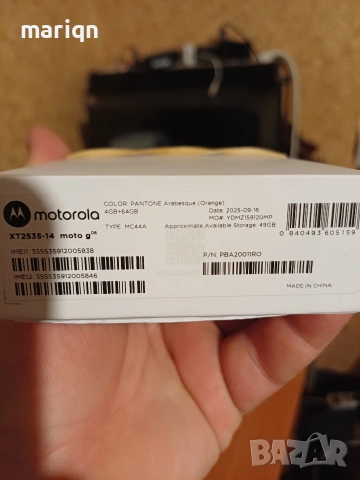 mariqn
motorola
COLOR: PANTONE Arabesque (Orange)
4GB+64GB
Date: 2025-09-16
MO#: YDMZ159120MP
XT2535-14 moto g06
TYPE: MC44A
Approximate Available Storage: 49GB
0 840493 605159
IMEI1: 355535912005838
P/N: PBA20011RO
IMEI2: 355535912005846
MADE IN CHINA
BAZAR